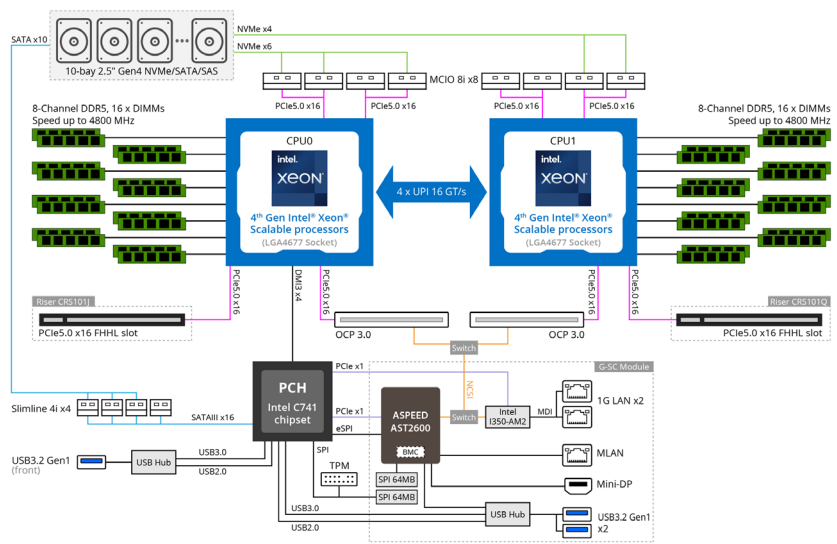 SATA x10
NVMe x4
NVMe x6
10-bay 2.5" Gen4 NVMe/SATA/SAS
MCIO 8i x8
PCIe5.0 x16
PCIe5.0 x16
PCIe5.0 x16
PCIe5.0 x16
8-Channel DDR5, 16 x DIMMs
Speed up to 4800 MHz
8-Channel DDR5, 16 x DIMMs
Speed up to 4800 MHz
CPU0
intel.
XEON®
4th Gen Intel® Xeon®
Scalable processors
(LGA4677 Socket)
4 x UPI 16 GT/s
CPU1
intel.
XEON®
4th Gen Intel® Xeon®
Scalable processors
(LGA4677 Socket)
PCIe5.0 x16
DMI3 x4
PCIe5.0 x16
PCIe5.0 x16
PCIe5.0 x16
Riser CRS101J
PCIe5.0 x16 FHHL slot
Riser CRS101Q
PCIe5.0 x16 FHHL slot
OCP 3.0
OCP 3.0
Switch
G-SC Module
PCH
Intel C741
chipset
PCIe x1
PCIe x1
eSPI
SPI
NCSI
ASPEED
AST2600
BMC
Switch
Intel
I350-AM2
MDI
1G LAN x2
MLAN
Mini-DP
Slimline 4i x4
SATAIII x16
USB3.2 Gen1
(front)
USB Hub
USB3.0
USB2.0
TPM
SPI 64MB
SPI 64MB
USB3.0
USB2.0
USB Hub
USB3.2 Gen1
x2